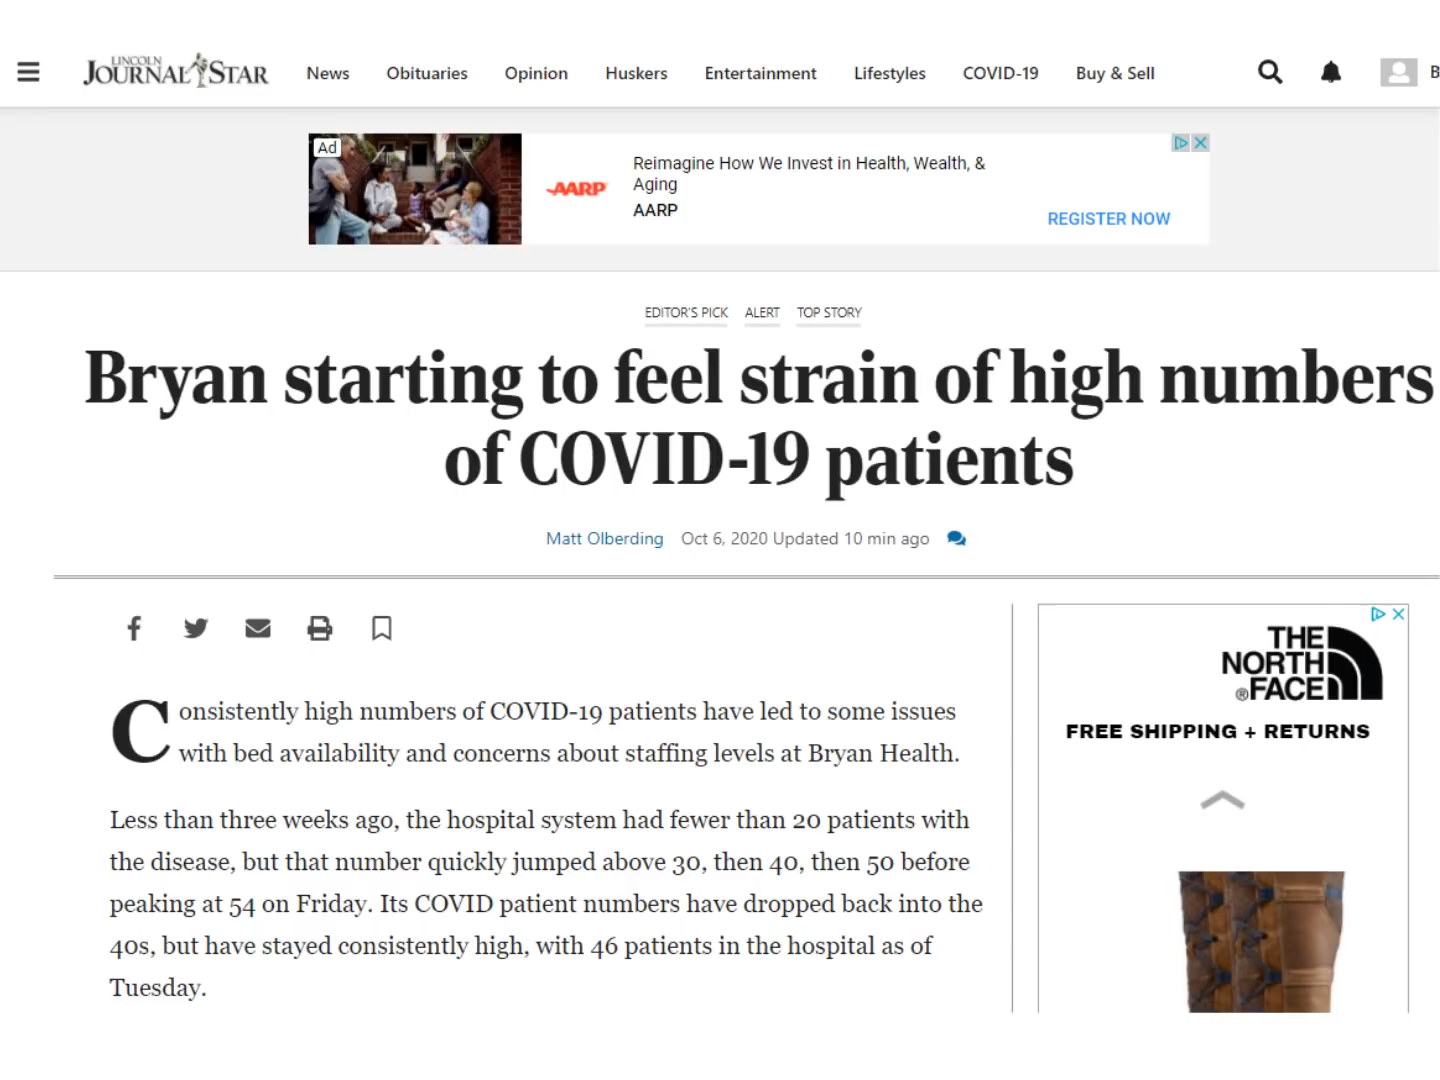 LINCOLN
JOURNAL STAR
News Obituaries Opinion Huskers Entertainment Lifestyles COVID-19 Buy & Sell B
Ad
AARP
Reimagine How We Invest in Health, Wealth, &
Aging
AARP
REGISTER NOW
EDITOR'S PICK ALERT TOP STORY
Bryan starting to feel strain of high numbers
of COVID-19 patients
Matt Olberding Oct 6, 2020 Updated 10 min ago
Consistently high numbers of COVID-19 patients have led to some issues
with bed availability and concerns about staffing levels at Bryan Health.
Less than three weeks ago, the hospital system had fewer than 20 patients with
the disease, but that number quickly jumped above 30, then 40, then 50 before
peaking at 54 on Friday. Its COVID patient numbers have dropped back into the
40s, but have stayed consistently high, with 46 patients in the hospital as of
Tuesday.
THE
NORTH
®FACE
FREE SHIPPING + RETURNS